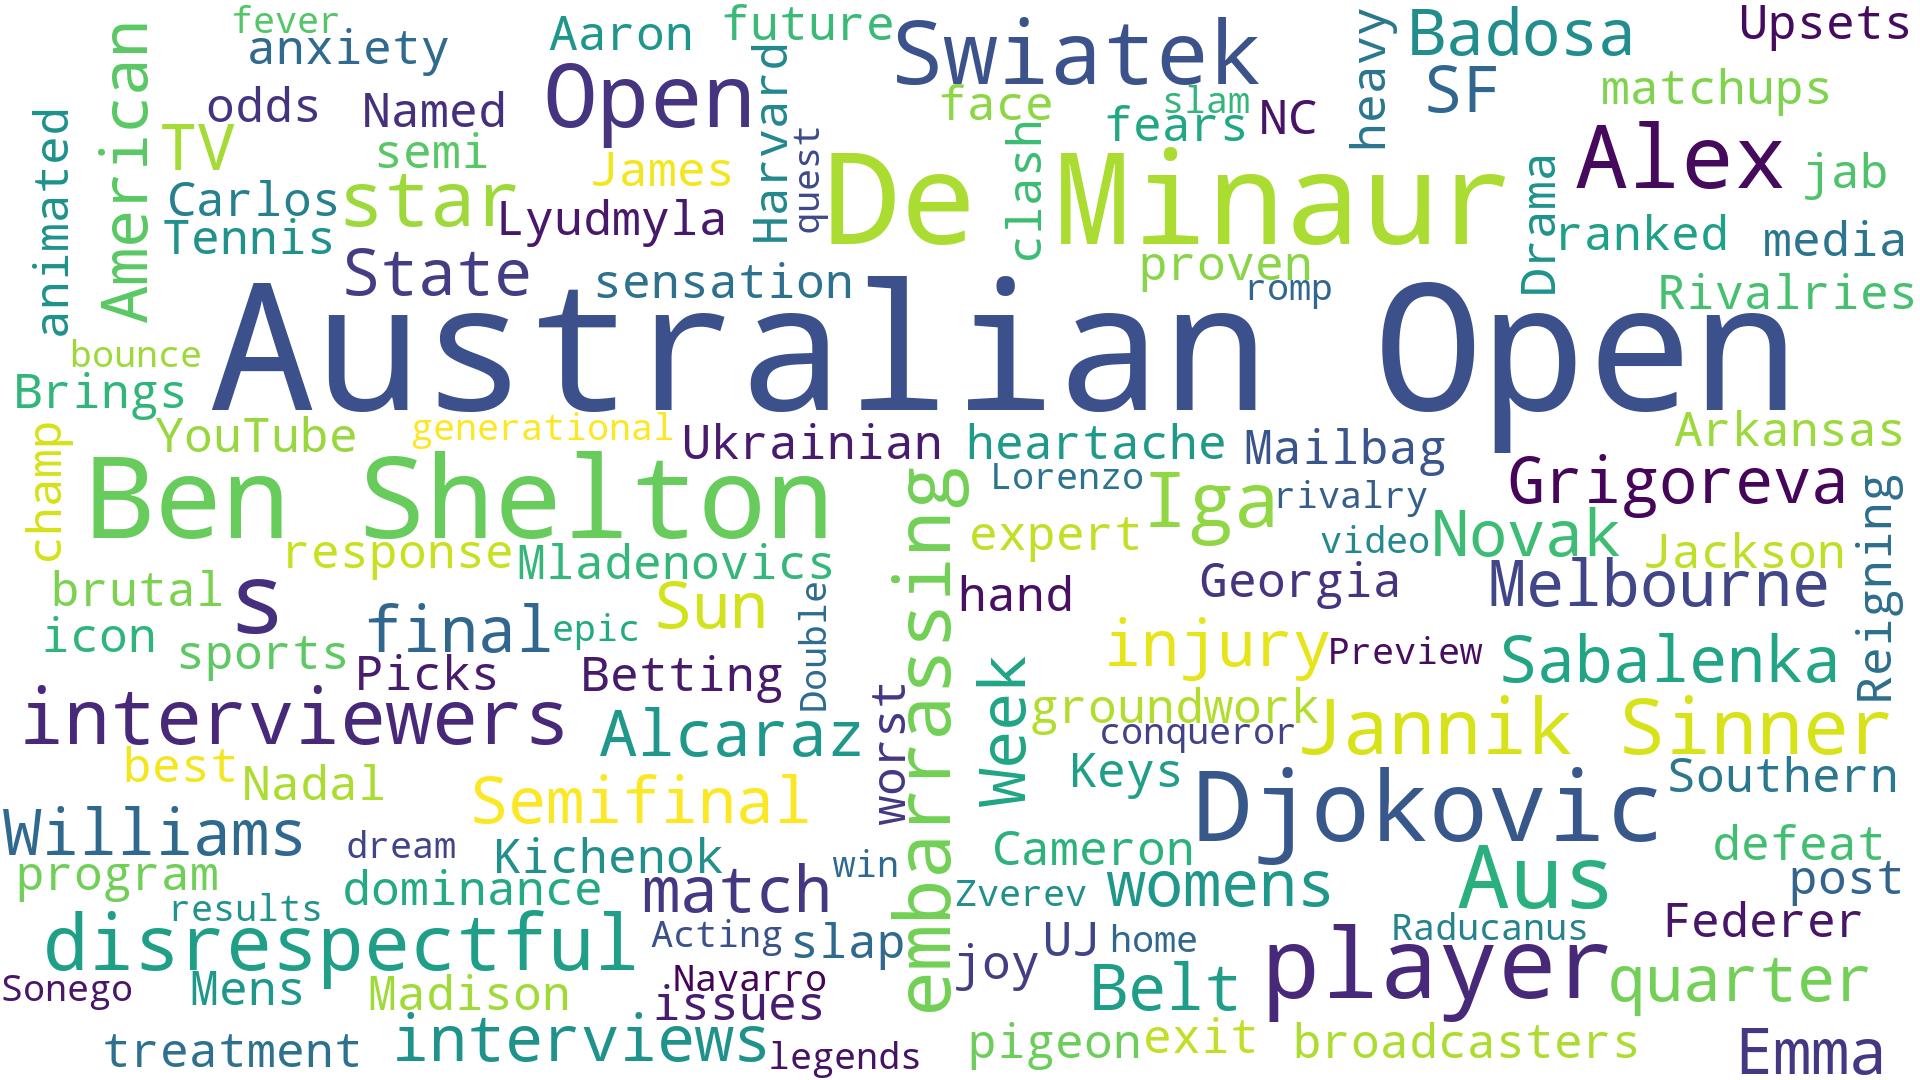 fever
anxiety
Aaron
future
Swiatek
heavy
Badosa
Upsets
American
odds
Named
Open
Harvard
face
slam
fears
NC
SF
matchups
animated
TV
semi
James
quest
De Minaur
clash
Alex
jab
Carlos
star
Lyudmyla
Drama
ranked
media
Tennis
State
sensation
proven
romp
Rivalries
bounce
Brings
Australian Open
champ
YouTube
generational
Ukrainian
heartache
Mailbag
Arkansas
Ben Shelton
embarrassing
Lorenzo
Iga
rivalry
Grigoreva
Reigning
response
Mladenovics
expert
video
Novak
Jackson
brutal
s
Sun
Double
hand
Georgia
Melbourne
icon
sports
final
epic
injury
Preview
Sabalenka
Picks
Betting
worst
Week
groundwork
interviewers
Alcaraz
conqueror
Jannik Sinner
best
Nadal
Semifinal
Keys
Djokovic
Southern
Williams
dream
Kichenok
win
Cameron
defeat
program
dominance
match
Zverev
womens
Aus
post
results
disrespectful
Acting
slap
joy
UJ
home
Raducanus
Federer
Sonego
Mens
Madison
Navarro
issues
Belt
player
quarter
treatment
interviews
legends
pigeon
exit
broadcasters
Emma